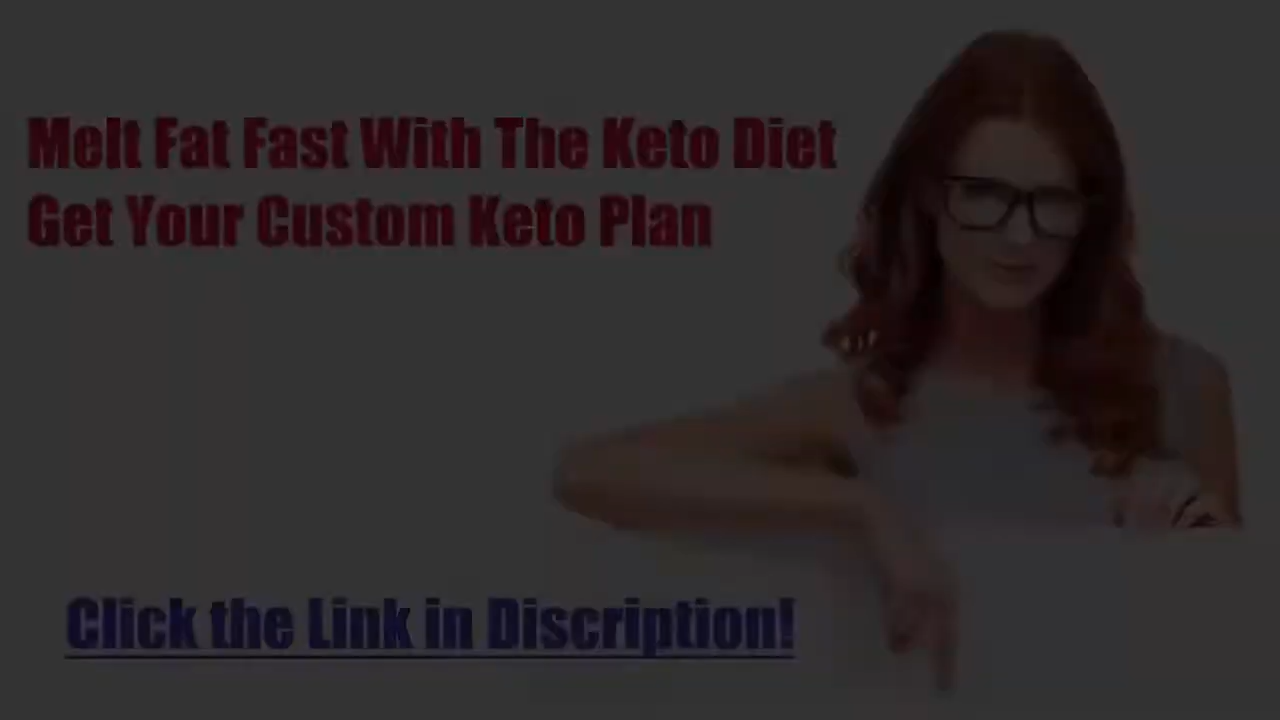 Melt Fat Fast With The Keto Diet
Get Your Custom Keto Plan
Click the Link in Discription!